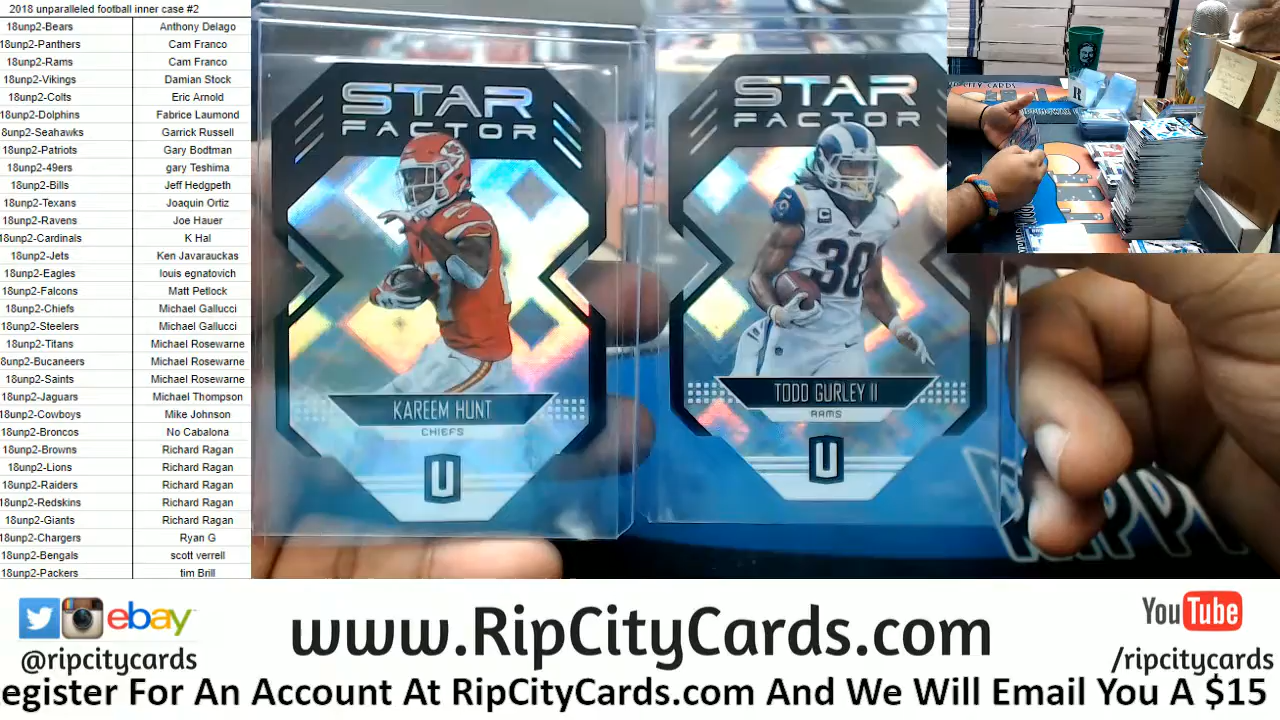 2018 unparalleled football inner case #2
18unp2-Bears Anthony Delago
18unp2-Panthers Cam Franco
18unp2-Rams Cam Franco
18unp2-Vikings Damian Stock
18unp2-Colts Eric Arnold
18unp2-Dolphins Fabrice Laumond
8unp2-Seahawks Garrick Russell
18unp2-Patriots Gary Bodtman
18unp2-49ers gary Teshima
18unp2-Bills Jeff Hedgpeth
18unp2-Texans Joaquin Ortiz
18unp2-Ravens Joe Hauer
18unp2-Cardinals K Hal
18unp2-Jets Ken Javarauckas
18unp2-Eagles louis egnatovich
18unp2-Falcons Matt Petlock
18unp2-Chiefs Michael Gallucci
18unp2-Steelers Michael Gallucci
18unp2-Titans Michael Rosewarne
8unp2-Bucaneers Michael Rosewarne
18unp2-Saints Michael Rosewarne
18unp2-Jaguars Michael Thompson
18unp2-Cowboys Mike Johnson
18unp2-Broncos No Cabalona
18unp2-Browns Richard Ragan
18unp2-Lions Richard Ragan
18unp2-Raiders Richard Ragan
18unp2-Redskins Richard Ragan
18unp2-Giants Richard Ragan
18unp2-Chargers Ryan G
18unp2-Bengals scott verrell
18unp2-Packers tim Brill
STAR
FACTOR
KAREEM HUNT
CHIEFS
U
STAR
FACTOR
30
TODD GURLEY II
RAMS
U
RIPP
ebay
@ripcitycards
www.RipCityCards.com
YouTube
/ripcitycards
egister For An Account At RipCityCards.com And We Will Email You A $15